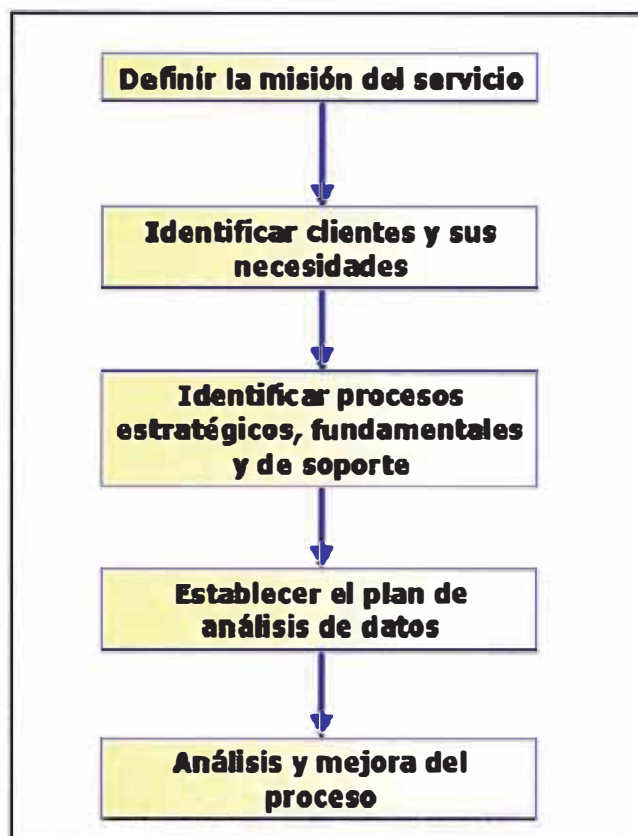 Definir la misión del servicio
Identificar clientes y sus
necesidades
Identificar procesos
estratégicos, fundamentales
y de soporte
Establecer el plan de
análisis de datos
Análisis y mejora del
proceso